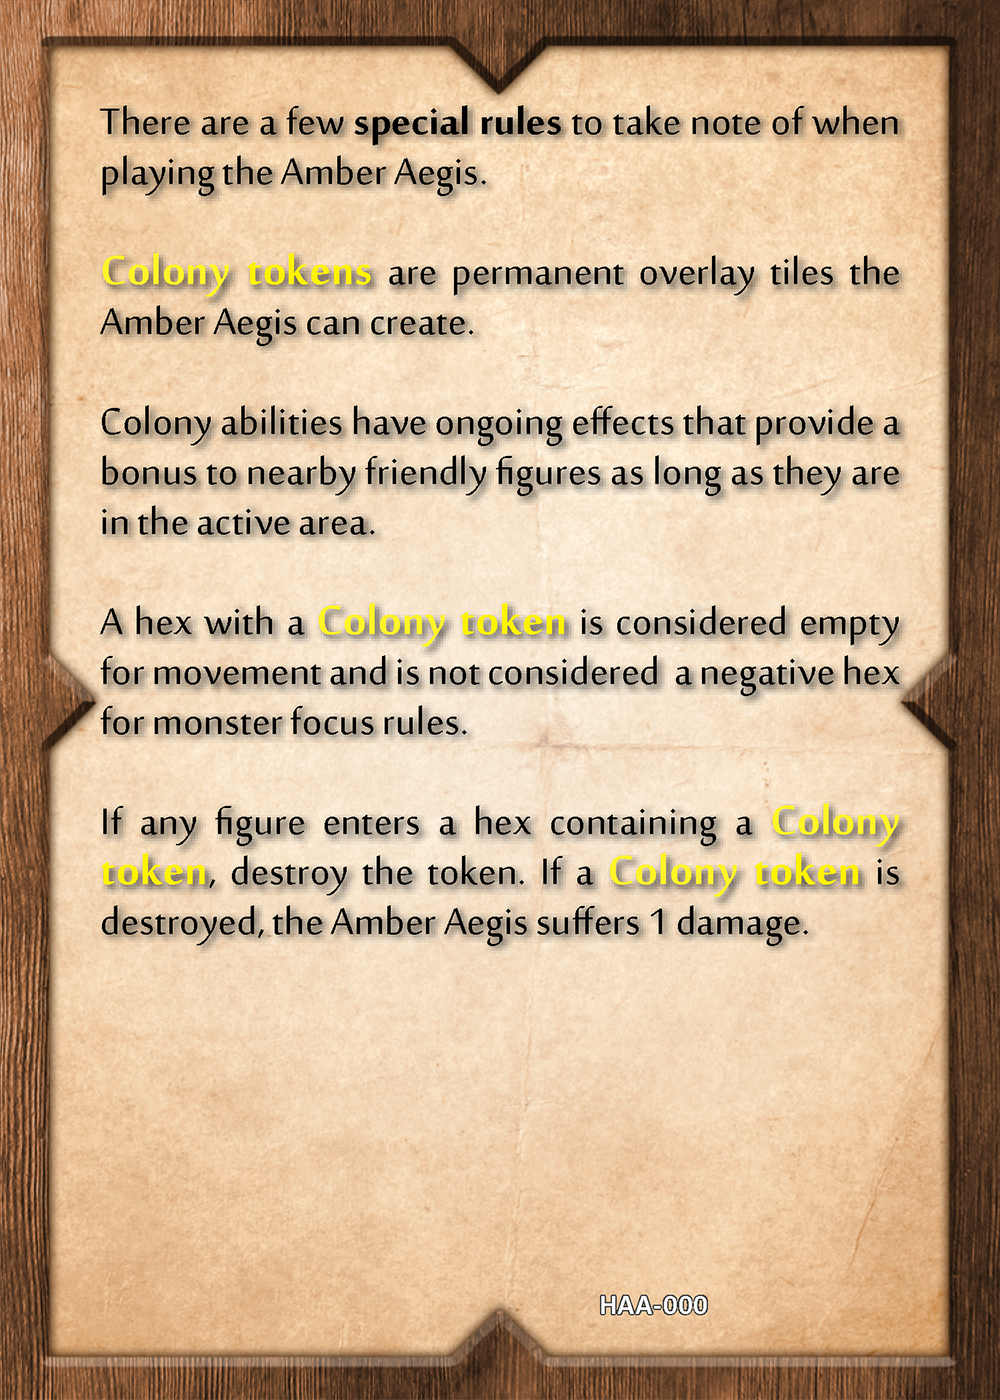 There are a few special rules to take note of when
playing the Amber Aegis.
Colony tokens are permanent overlay tiles the
Amber Aegis can create.
Colony abilities have ongoing effects that provide a
bonus to nearby friendly figures as long as they are
in the active area.
A hex with a Colony token is considered empty
for movement and is not considered a negative hex
for monster focus rules.
If any figure enters a hex containing a Colony
token, destroy the token. If a Colony token is
destroyed, the Amber Aegis suffers 1 damage.
HAA-000